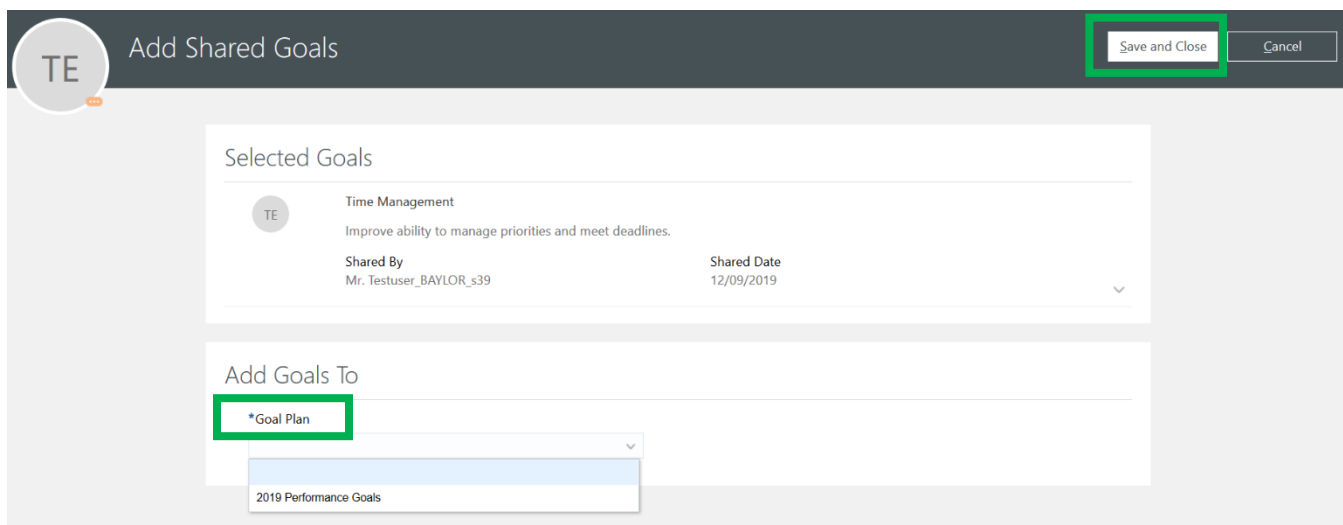 TE
Add Shared Goals
Save and Close
Cancel
Selected Goals
TE
Time Management
Improve ability to manage priorities and meet deadlines.
Shared By
Shared Date
Mr. Testuser_BAYLOR_s39
12/09/2019
Add Goals To
*Goal Plan
2019 Performance Goals